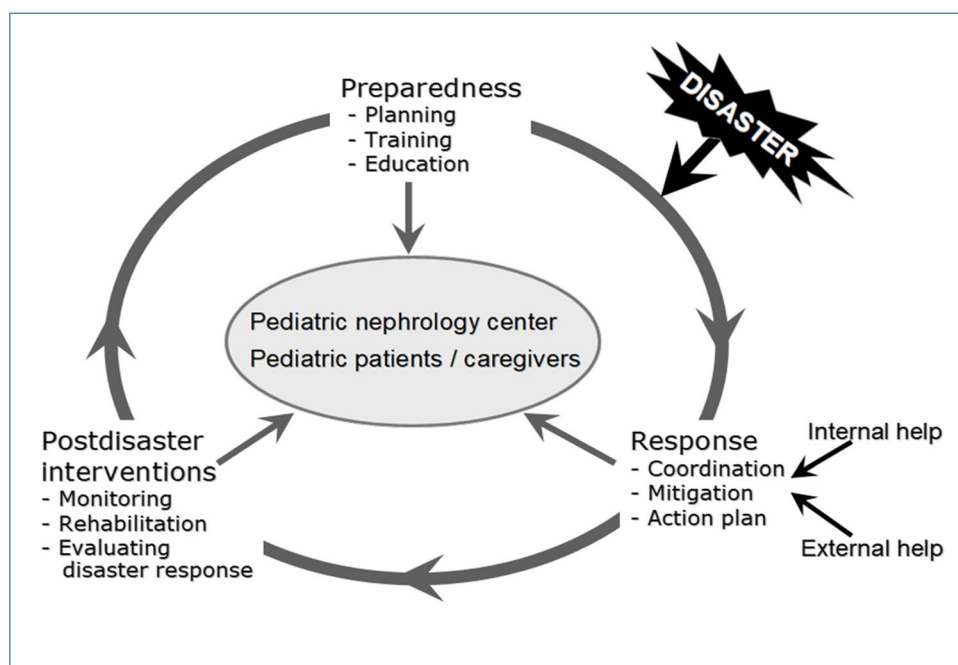 DISASTER
Preparedness
- Planning
- Training
- Education
Pediatric nephrology center
Pediatric patients / caregivers
Postdisaster
interventions
- Monitoring
- Rehabilitation
- Evaluating
disaster response
Response
- Coordination
- Mitigation
- Action plan
Internal help
External help